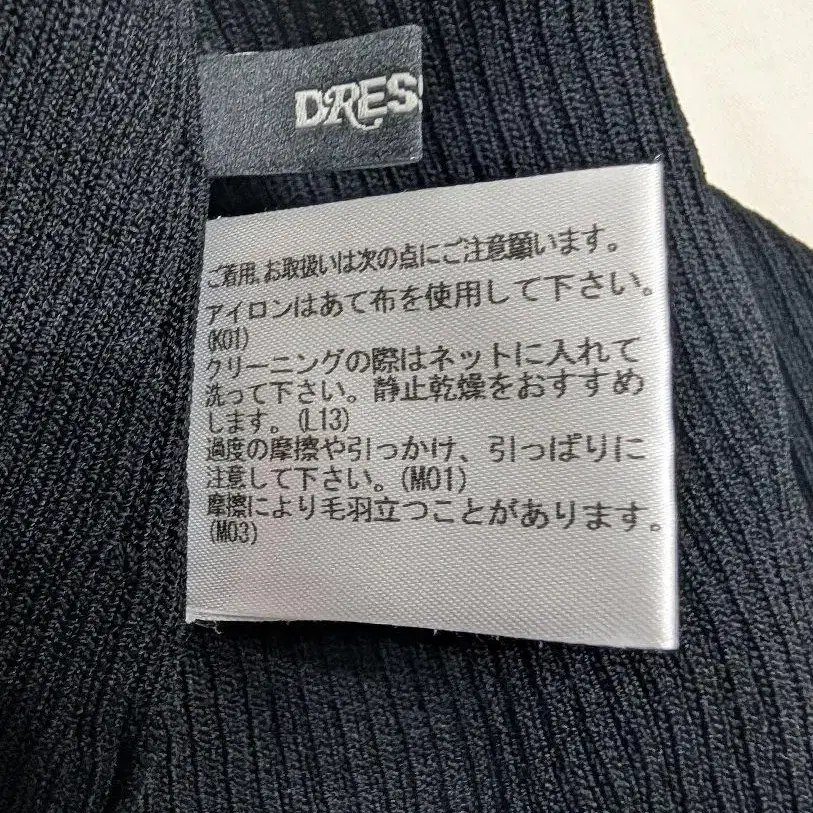 DRES
ご着用、お取扱いは次の点にご注意願います。
アイロンはあて布を使用して下さい。
(K01)
クリーニングの際はネットに入れて
洗って下さい。静止乾燥をおすすめ
します。(L13)
過度の摩擦や引っかけ、引っぱりに
注意して下さい。(M01)
摩擦により毛羽立つことがあります。
(M03)